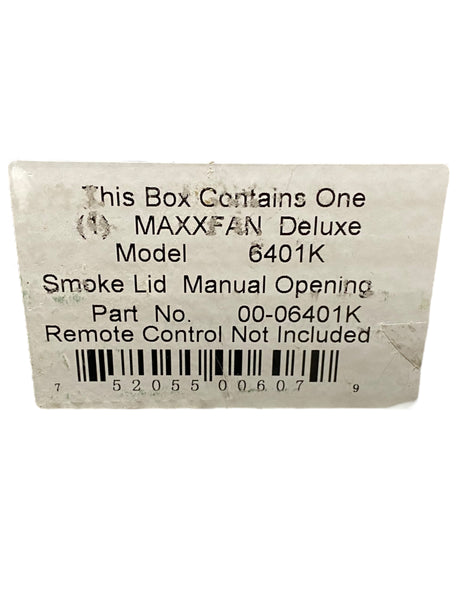 This Box Contains One
(1) MAXXFAN Deluxe
Model 6401K
Smoke Lid Manual Opening
Part No. 00-06401K
Remote Control Not Included
7 52055 00607 9